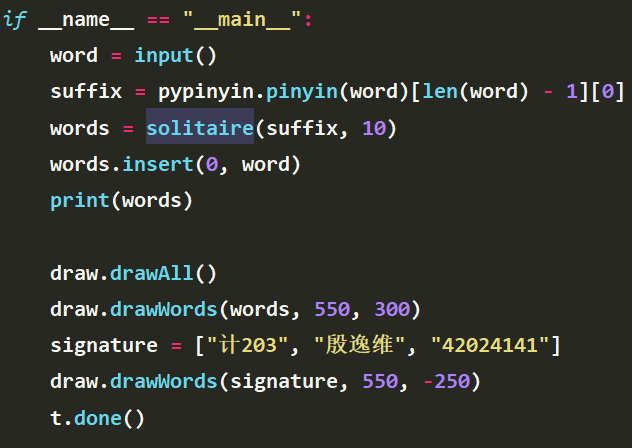 if __name__ == "__main__":
    word = input()
    suffix = pypinyin.pinyin(word)[len(word) - 1][0]
    words = solitaire(suffix, 10)
    words.insert(0, word)
    print(words)

    draw.drawAll()
    draw.drawWords(words, 550, 300)
    signature = ["计203", "殷逸维", "42024141"]
    draw.drawWords(signature, 550, -250)
    t.done()